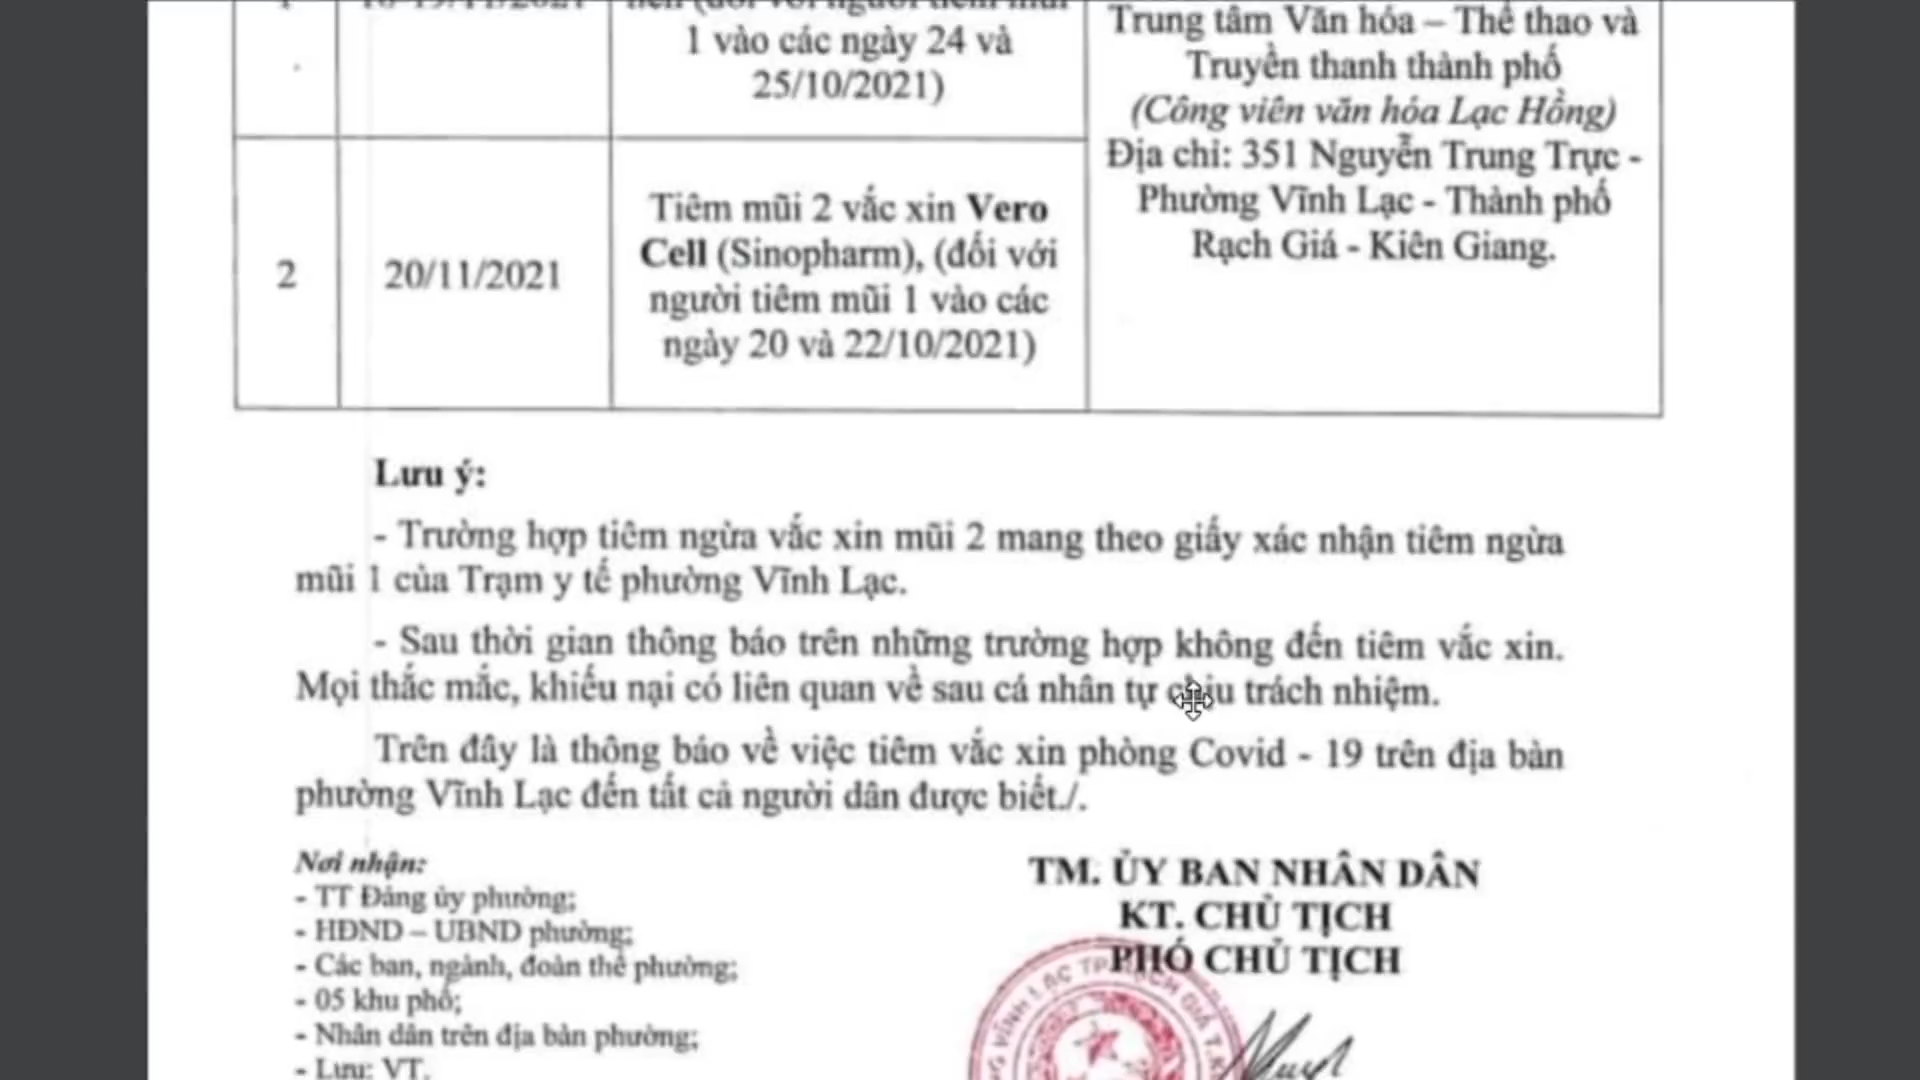 1 vào các ngày 24 và
25/10/2021)
Trung tâm Văn hóa – Thể thao và
Truyền thanh thành phố
(Công viên văn hóa Lạc Hồng)
Địa chỉ: 351 Nguyễn Trung Trực -
Phường Vĩnh Lạc - Thành phố
Rạch Giá - Kiên Giang.
2
20/11/2021
Tiêm mũi 2 vắc xin Vero
Cell (Sinopharm), (đối với
người tiêm mũi 1 vào các
ngày 20 và 22/10/2021)
Lưu ý:
- Trường hợp tiêm ngừa vắc xin mũi 2 mang theo giấy xác nhận tiêm ngừa
mũi 1 của Trạm y tế phường Vĩnh Lạc.
- Sau thời gian thông báo trên những trường hợp không đến tiêm vắc xin.
Mọi thắc mắc, khiếu nại có liên quan về sau cá nhân tự chịu trách nhiệm.
Trên đây là thông báo về việc tiêm vắc xin phòng Covid - 19 trên địa bàn
phường Vĩnh Lạc đến tất cả người dân được biết./.
Nơi nhận:
- TT Đảng ủy phường;
- HĐND – UBND phường;
- Các ban, ngành, đoàn thể phường;
- 05 khu phố;
- Nhân dân trên địa bàn phường;
- Lưu: VT.
TM. ỦY BAN NHÂN DÂN
KT. CHỦ TỊCH
PHÓ CHỦ TỊCH
VĨNH LẠC TP. RẠCH GIÁ